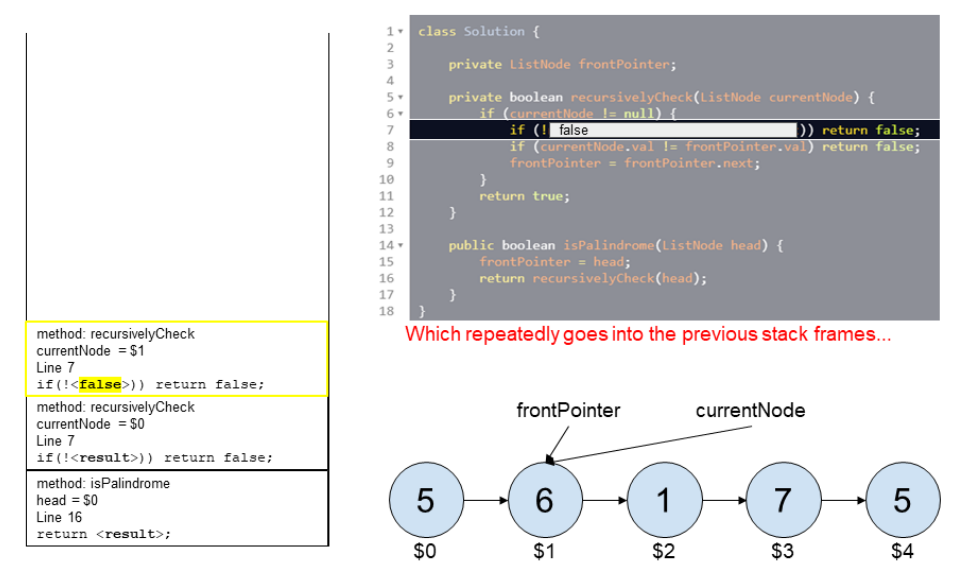 1 class Solution {
2
3 private ListNode frontPointer;
4
5 private boolean recursivelyCheck(ListNode currentNode) {
6 if (currentNode != null) {
7 if (! false )) return false;
8 if (currentNode.val != frontPointer.val) return false;
9 frontPointer = frontPointer.next;
10 }
11 return true;
12 }
13
14 public boolean isPalindrome(ListNode head) {
15 frontPointer = head;
16 return recursivelyCheck(head);
17 }
18 }
Which repeatedly goes into the previous stack frames...
method: recursivelyCheck
currentNode = $1
Line 7
if(!<false>)) return false;
method: recursivelyCheck
currentNode = $0
Line 7
if(!<result>)) return false;
method: isPalindrome
head = $0
Line 16
return <result>;
frontPointer currentNode
5 6 1 7 5
$0 $1 $2 $3 $4